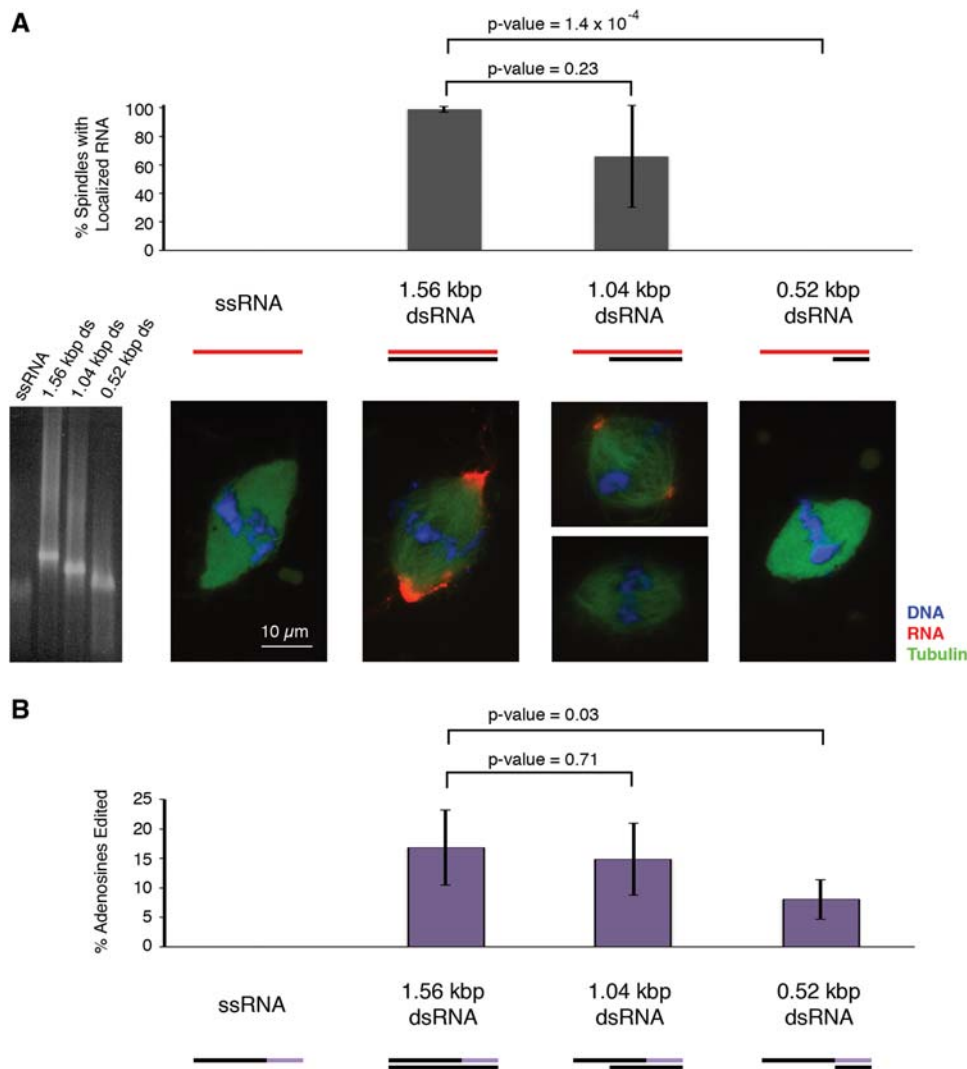 A
p-value = 1.4 x 10⁻⁴
p-value = 0.23
% Spindles with
Localized RNA
100
80
60
40
20
0
ssRNA
1.56 kbp
dsRNA
1.04 kbp
dsRNA
0.52 kbp
dsRNA
ssRNA
1.56 kbp ds
1.04 kbp ds
0.52 kbp ds
10 µm
DNA
RNA
Tubulin
B
p-value = 0.03
p-value = 0.71
% Adenosines Edited
25
20
15
10
5
0
ssRNA
1.56 kbp
dsRNA
1.04 kbp
dsRNA
0.52 kbp
dsRNA